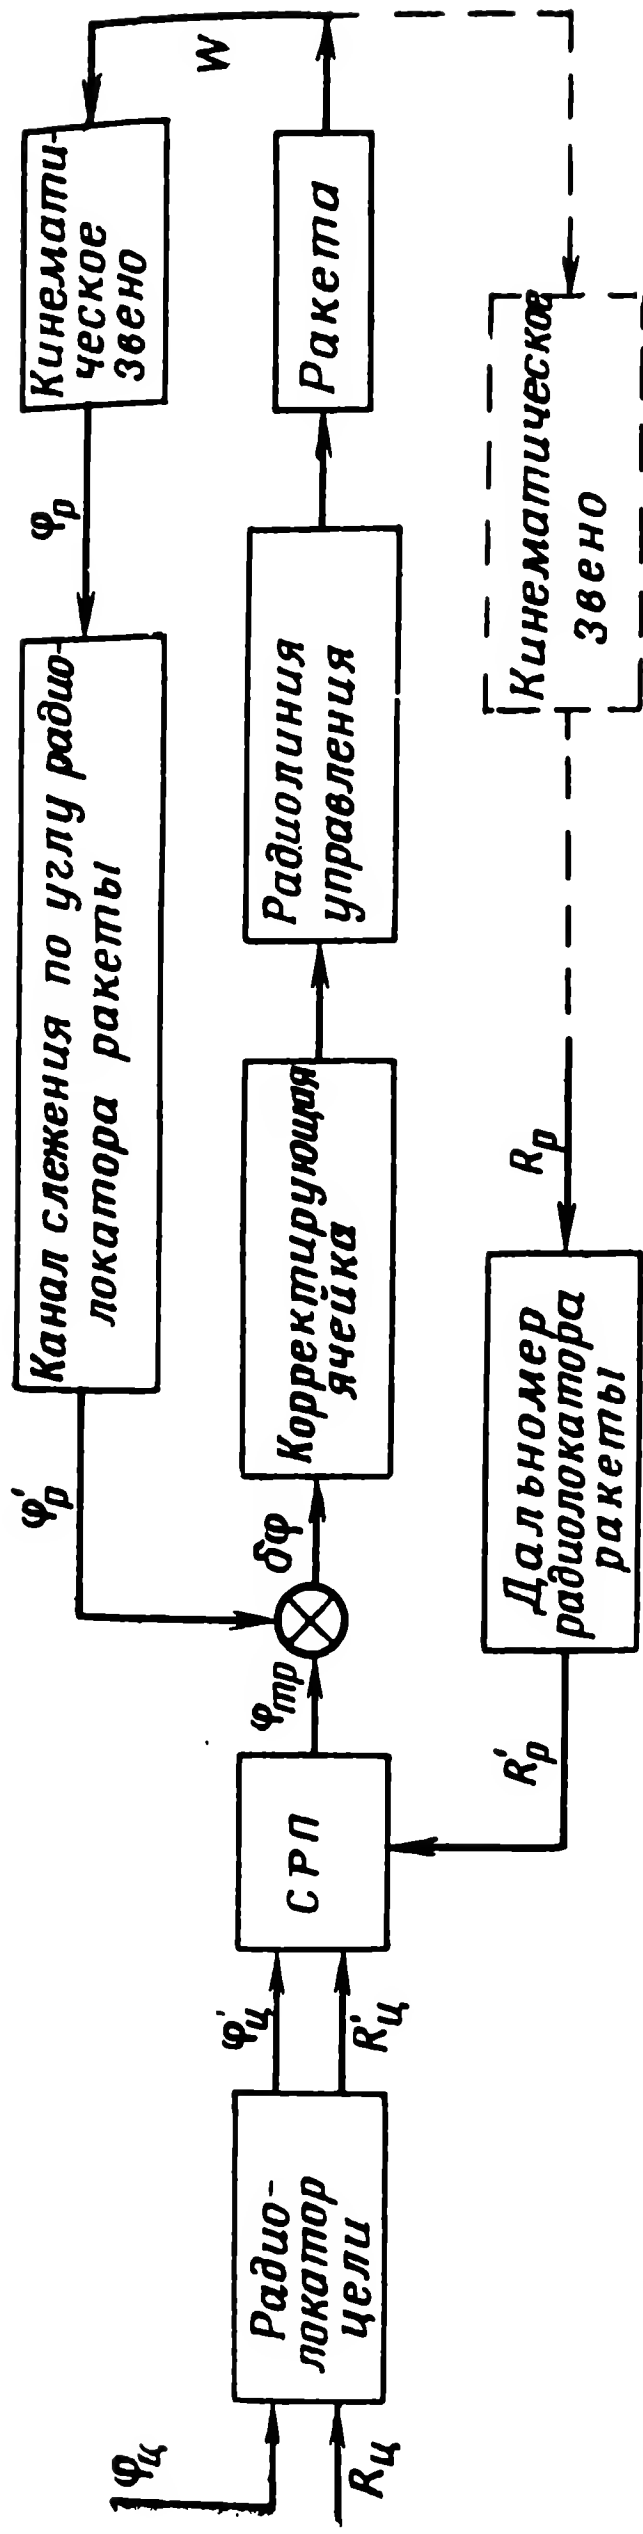 φц
Rц
Радио-
локатор
цели
φ'ц
R'ц
СРП
φтр
δφ
Корректирующая
ячейка
Радиолиния
управления
Ракета
W
Кинемати-
ческое
звено
φр
Канал слежения по углу радио-
локатора ракеты
φ'р
Кинематическое
звено
Rр
Дальномер
радиолокатора
ракеты
R'р